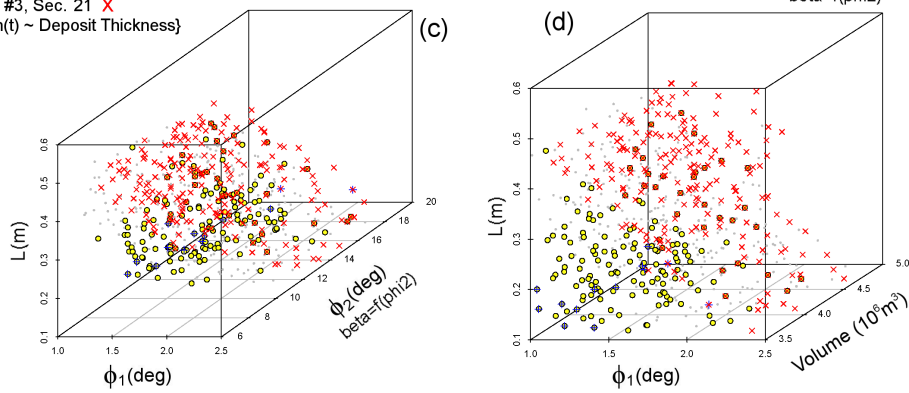 #3, Sec. 21 X
n(t) ~ Deposit Thickness}
(c)
(d)
L(m)
0.6
0.5
0.4
0.3
0.2
0.1
1.0 1.5 2.0 2.5
ϕ1(deg)
6 8 10 12 14 16 18 20
ϕ2(deg)
beta=f(phi2)
L(m)
0.6
0.5
0.4
0.3
0.2
0.1
1.0 1.5 2.0 2.5
ϕ1(deg)
3.5 4.0 4.5 5.0
Volume (10⁶m³)